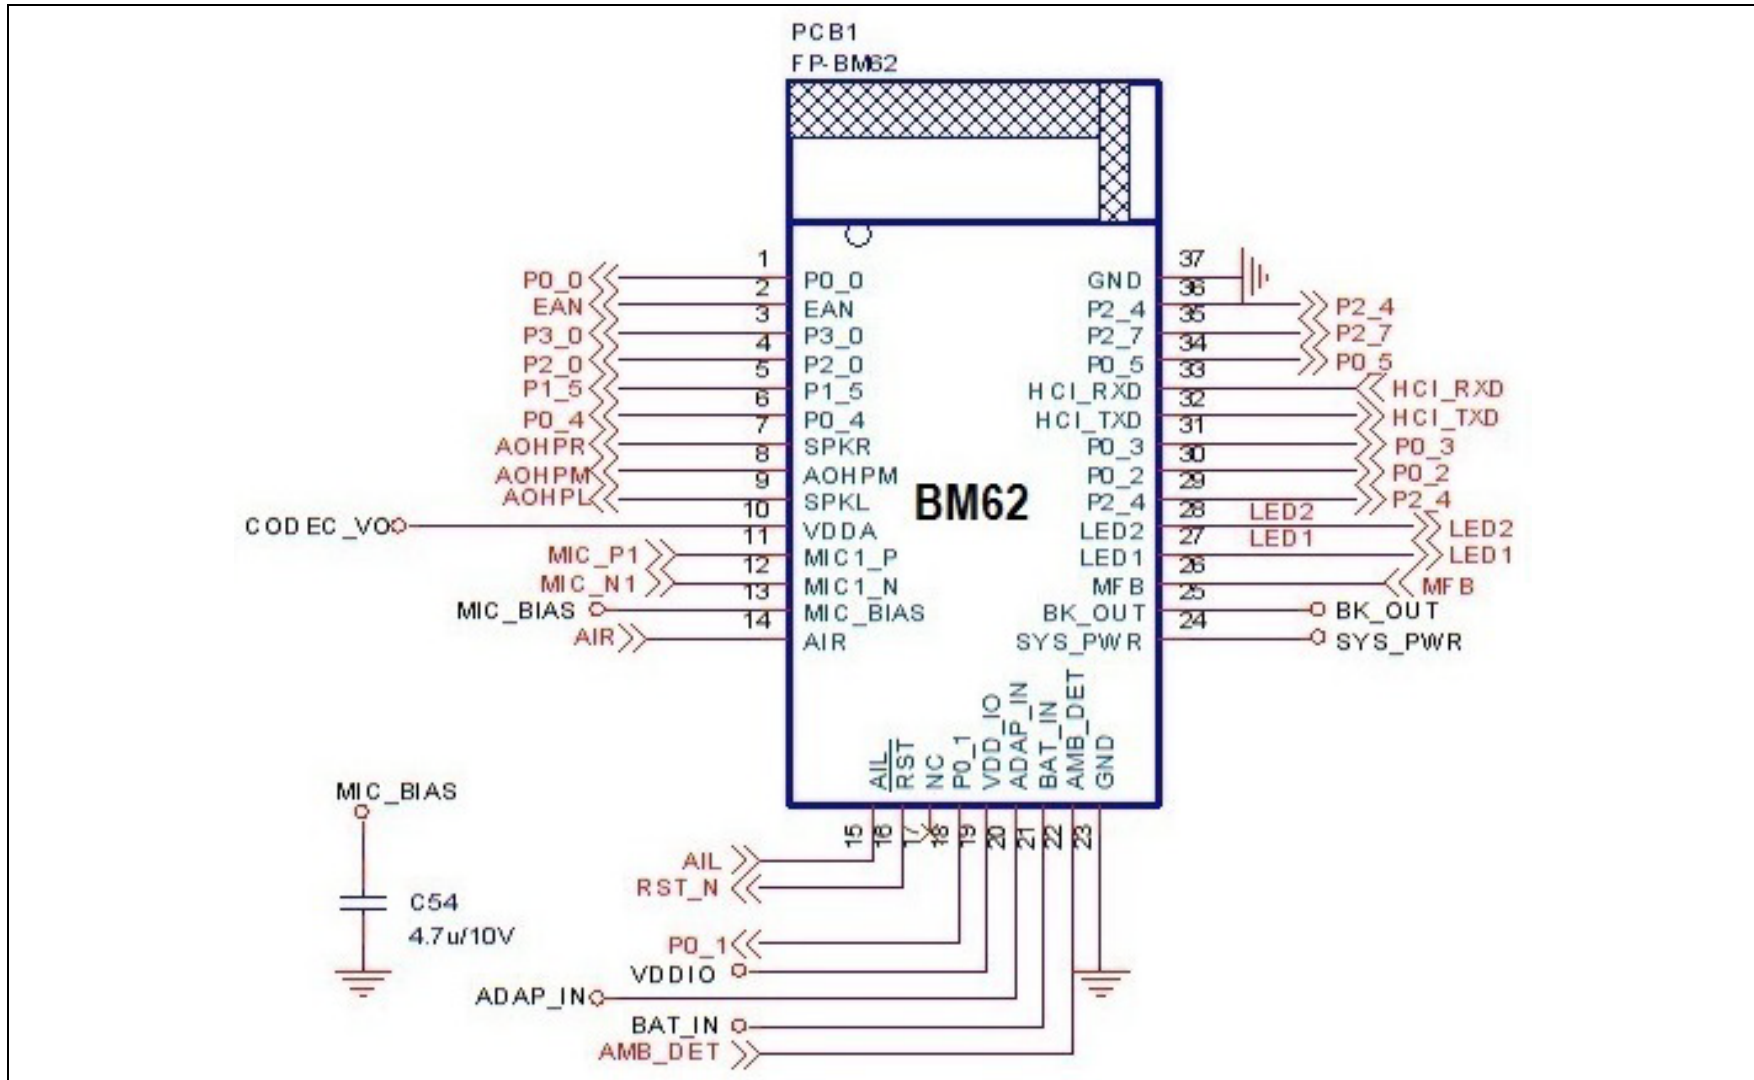 PCB1
FP-BM62
1
P0_0 P0_0
2
EAN EAN
3
P3_0 P3_0
4
P2_0 P2_0
5
P1_5 P1_5
6
P0_4 P0_4
7
AOHPR SPKR
8
AOHPM AOHPM
9
AOHPL SPKL
10
CODEC_VO VDDA
11
MIC_P1 MIC1_P
12
MIC_N1 MIC1_N
13
MIC_BIAS MIC_BIAS
14
AIR AIR
BM62
37
GND
36
P2_4 P2_4
35
P2_7 P2_7
34
P0_5 P0_5
33
HCI_RXD HCI_RXD
32
HCI_TXD HCI_TXD
31
P0_3 P0_3
30
P0_2 P0_2
29
P2_4 P2_4
28 LED2
LED2 LED2
27 LED1
LED1 LED1
26
MFB MFB
25
BK_OUT BK_OUT
24
SYS_PWR SYS_PWR
AIL
RST
NC
P0_1
VDD_IO
ADAP_IN
BAT_IN
AMB_DET
GND
15
16
17
18
19
20
21
22
23
AIL
RST_N
P0_1
VDDIO
ADAP_IN
BAT_IN
AMB_DET
MIC_BIAS
C54
4.7u/10V